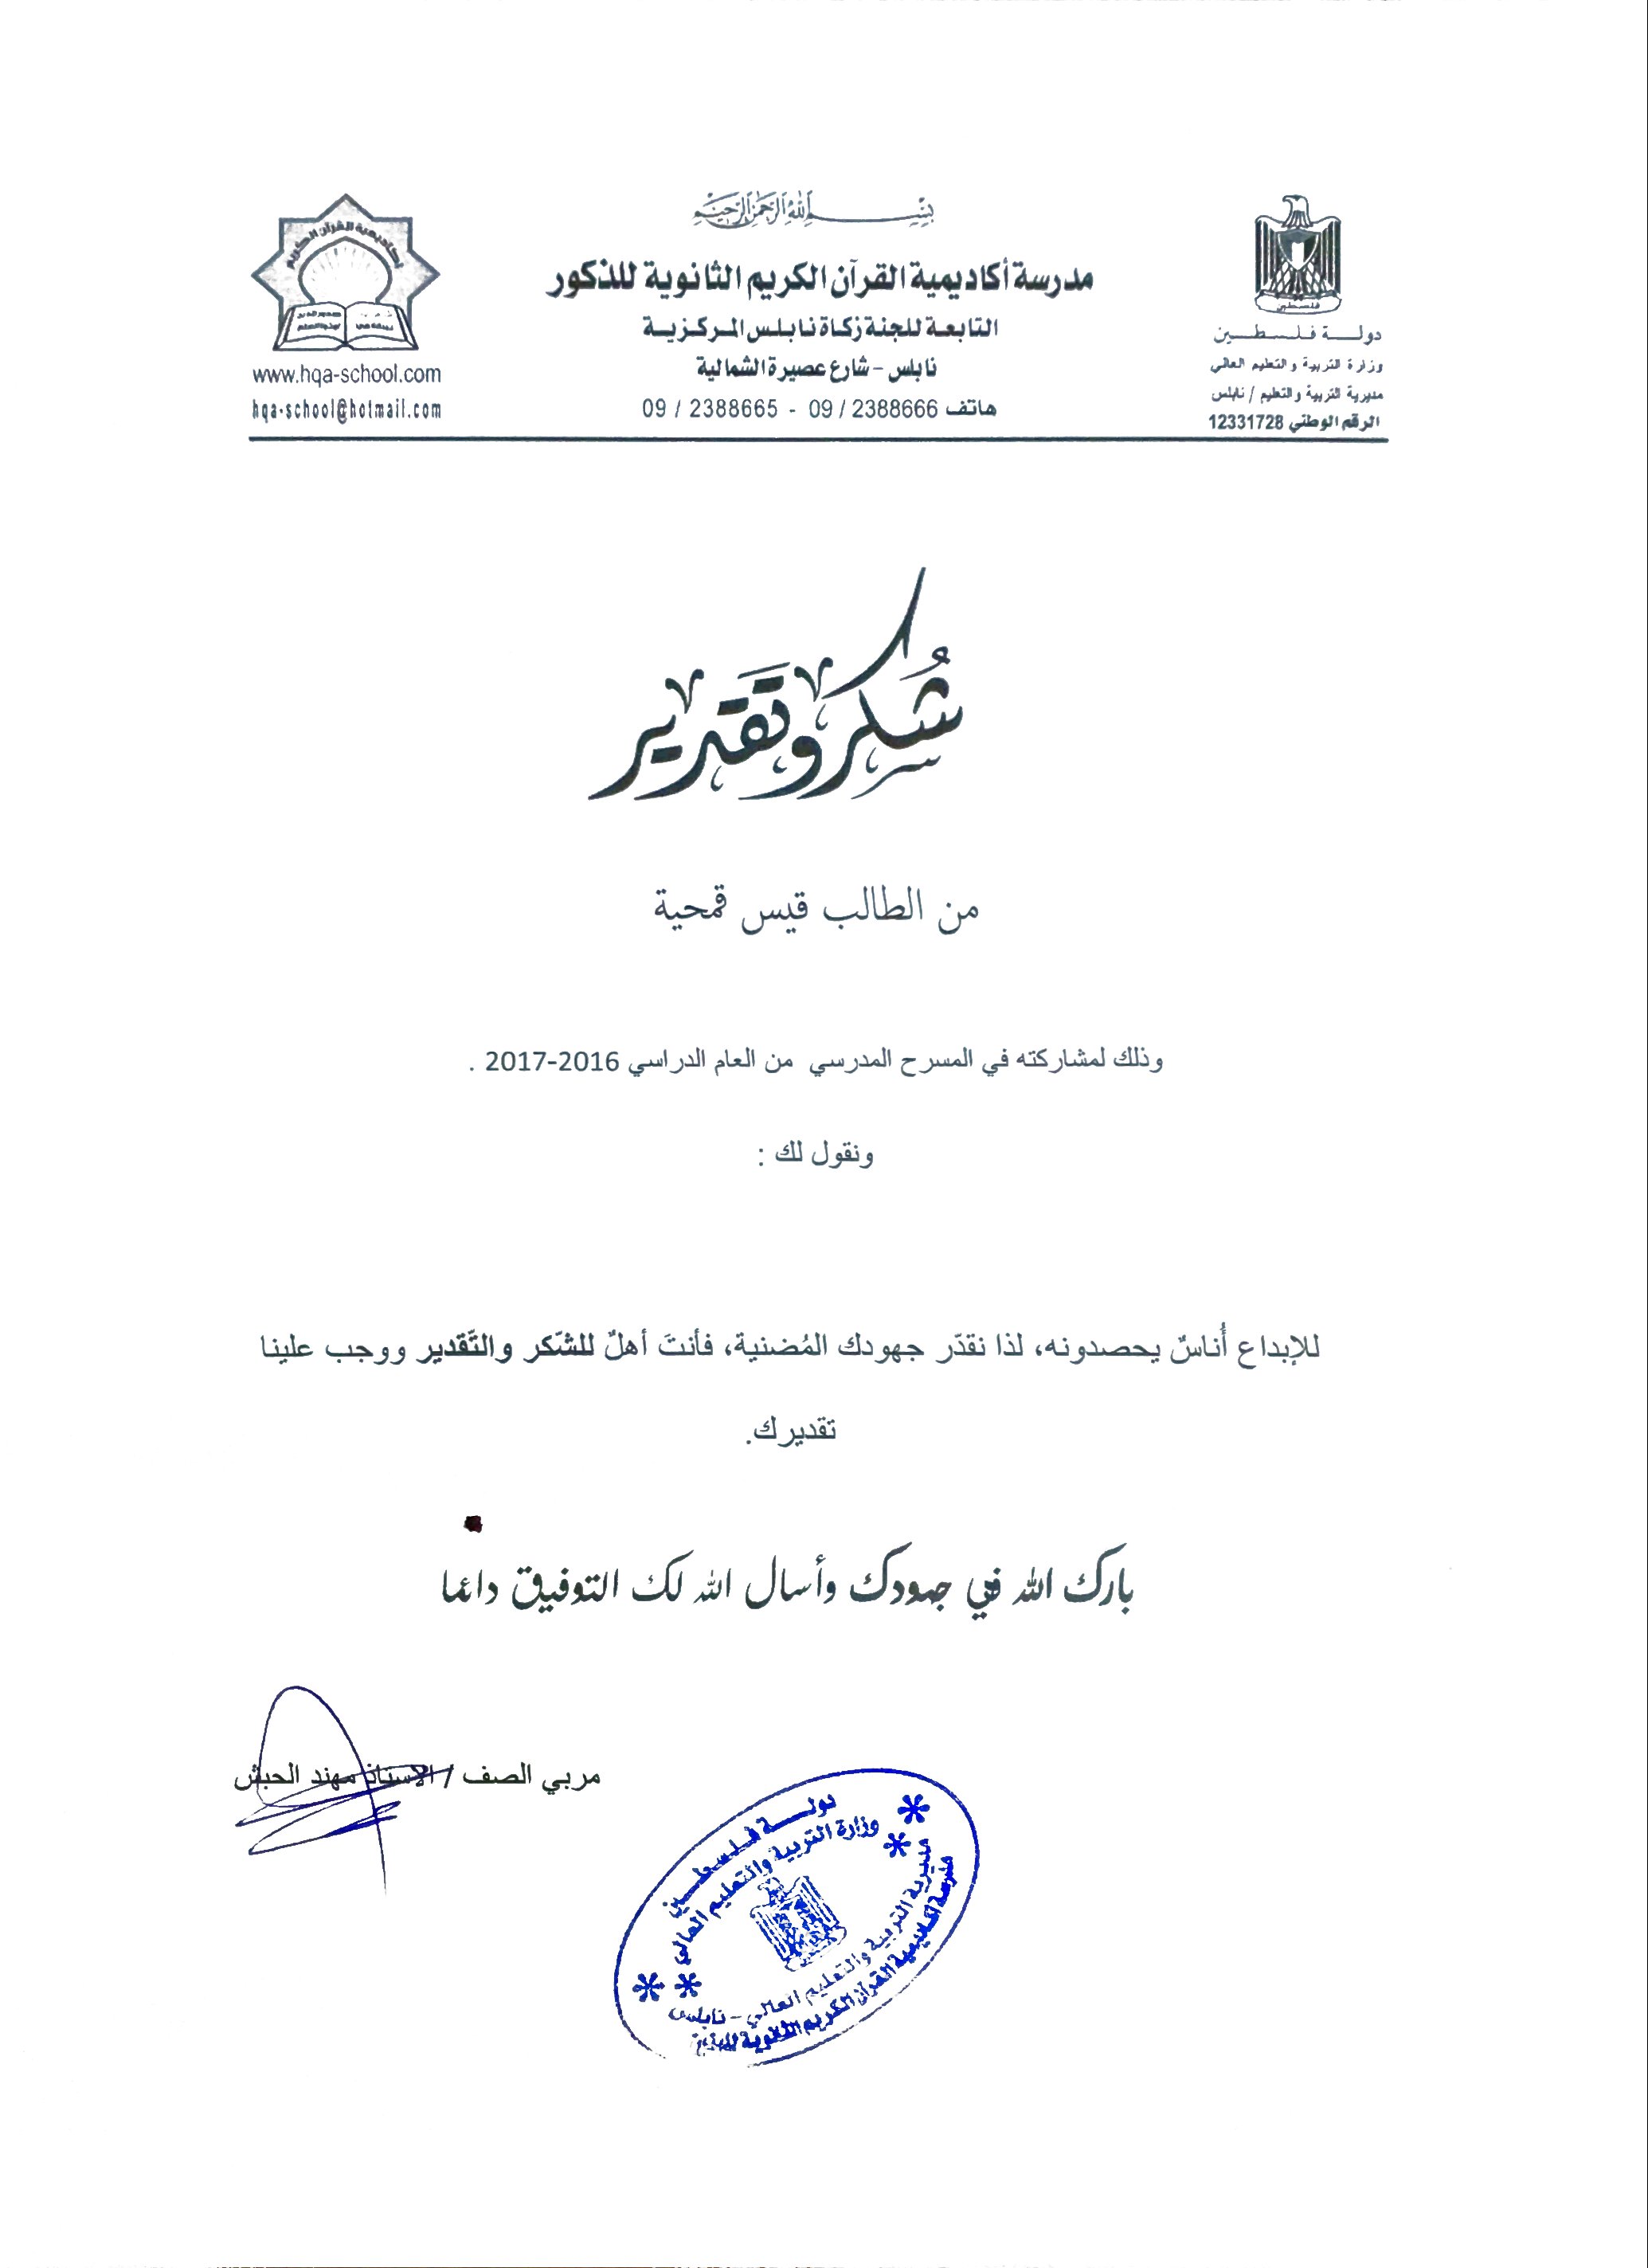 بسم الله الرحمن الرحيم
مدرسة أكاديمية القرآن الكريم الثانوية للذكور
التابعة للجنة زكاة نابلس المركزية
نابلس - شارع عصيرة الشمالية
هاتف 2388666 / 09 - 2388665 / 09
فلسطين
دولة فلسطين
وزارة التربية والتعليم العالي
مديرية التربية والتعليم / نابلس
الرقم الوطني 12331728
أكاديمية القرآن الكريم
www.hqa-school.com
hqa-school@hotmail.com
شُكر وتقدير
من الطالب قيس قمحية
وذلك لمشاركته في المسرح المدرسي من العام الدراسي 2016-2017 .
ونقول لك :
للإبداع أُناسٌ يحصدونه، لذا نقدّر جهودك المُضنية، فأنتَ أهلٌ للشّكر والتّقدير ووجب علينا
تقديرك.
بارك الله في جهودك وأسال الله لك التوفيق دائما
مربي الصف / الاستاذ مهند الحبش
دولة فلسطين
وزارة التربية والتعليم العالي
مديرية التربية والتعليم العالي - نابلس
مدرسة أكاديمية القرآن الكريم الثانوية